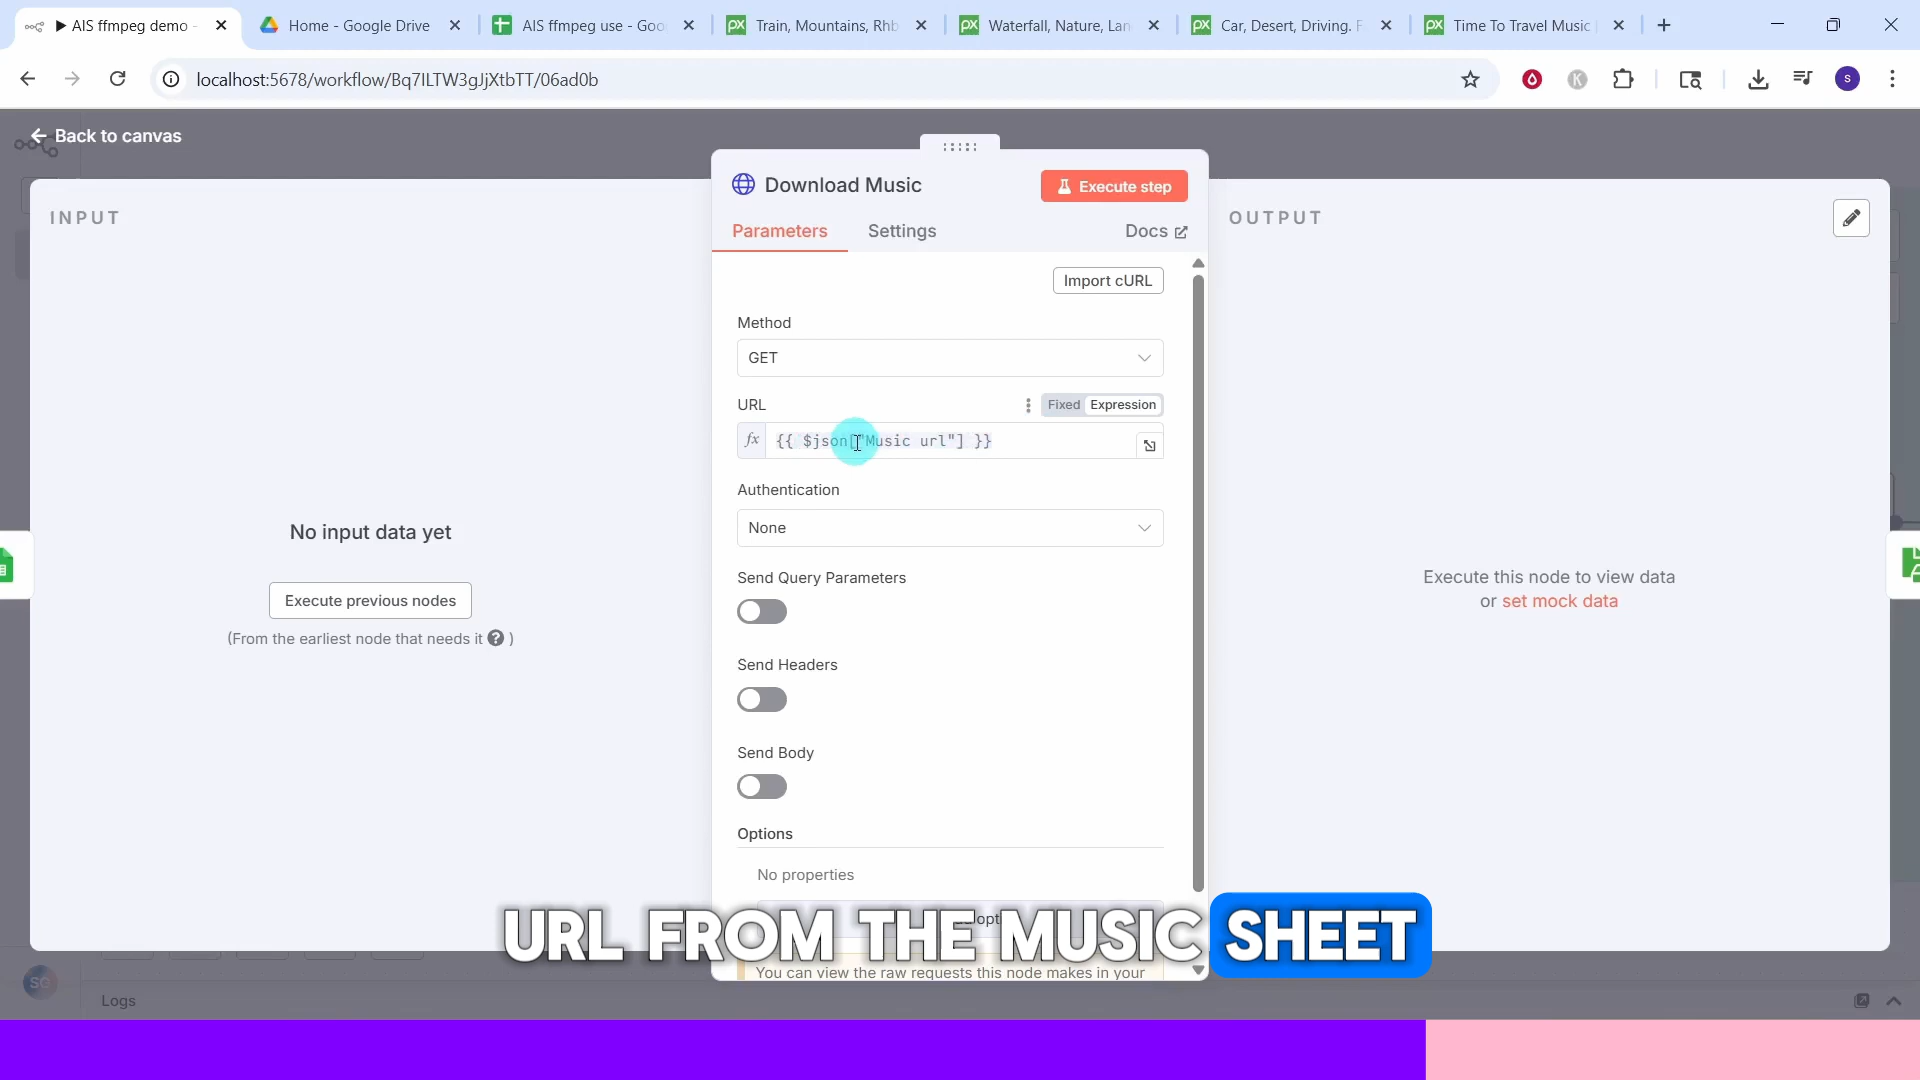 ▶ AIS ffmpeg demo -
Home - Google Drive
AIS ffmpeg use - Goo
Train, Mountains, Rhb
Waterfall, Nature, Lan
Car, Desert, Driving. F
Time To Travel Music
localhost:5678/workflow/Bq7ILTW3gJjXtbTT/06ad0b
K
S
Back to canvas
INPUT
Download Music
Execute step
OUTPUT
Parameters
Settings
Docs
Import cURL
Method
GET
URL
Fixed
Expression
fx
{{ $json["Music url"] }}
Authentication
None
No input data yet
Execute previous nodes
(From the earliest node that needs it ? )
Execute this node to view data
or set mock data
Send Query Parameters
Send Headers
Send Body
Options
No properties
URL FROM THE MUSIC SHEET
You can view the raw requests this node makes in your
Logs